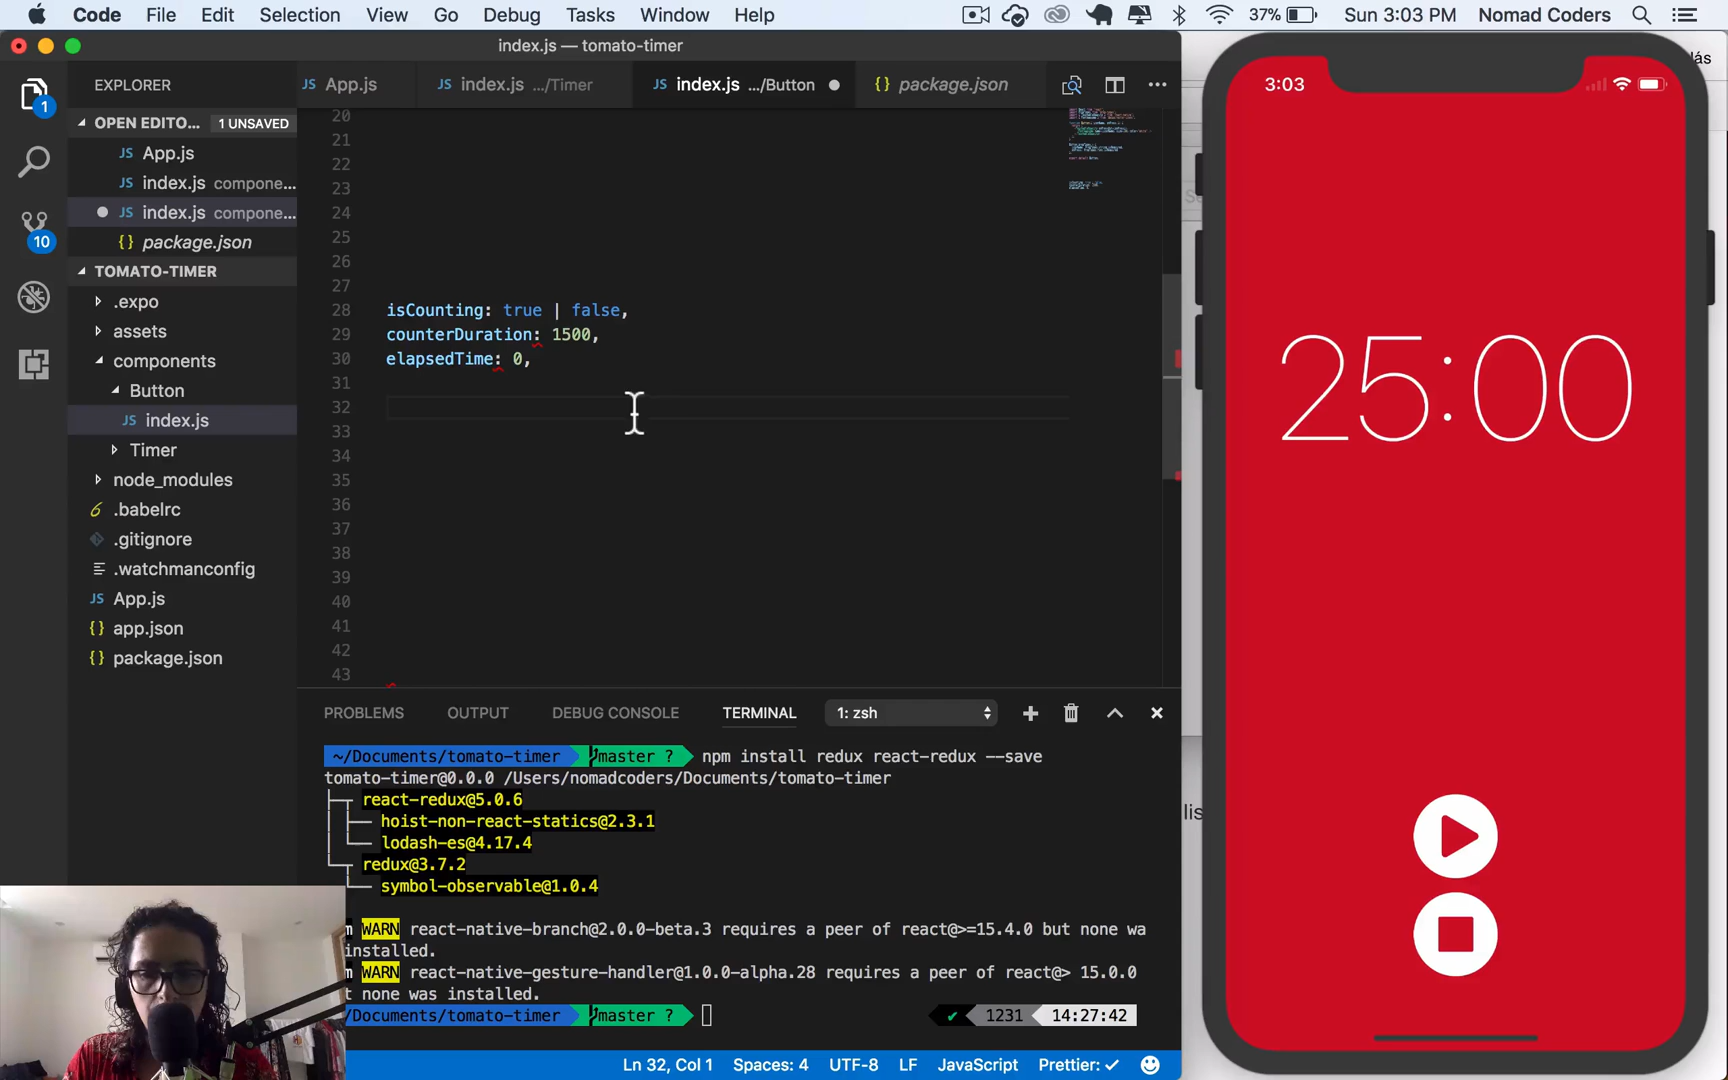 Code File Edit Selection View Go Debug Tasks Window Help 37% Sun 3:03 PM Nomad Coders
index.js — tomato-timer
EXPLORER
App.js
index.js .../Timer
index.js .../Button
{} package.json
OPEN EDITO... 1 UNSAVED
JS App.js
JS index.js compone...
JS index.js compone...
{} package.json
TOMATO-TIMER
.expo
assets
components
Button
JS index.js
Timer
node_modules
.babelrc
.gitignore
.watchmanconfig
JS App.js
{} app.json
{} package.json
1
10
20
21
22
23
24
25
26
27
28 isCounting: true | false,
29 counterDuration: 1500,
30 elapsedTime: 0,
31
32
33
34
35
36
37
38
39
40
41
42
43
PROBLEMS OUTPUT DEBUG CONSOLE TERMINAL 1: zsh
~/Documents/tomato-timer master ? npm install redux react-redux --save
tomato-timer@0.0.0 /Users/nomadcoders/Documents/tomato-timer
├─┬ react-redux@5.0.6
│ ├── hoist-non-react-statics@2.3.1
│ └── lodash-es@4.17.4
└─┬ redux@3.7.2
└── symbol-observable@1.0.4
m WARN react-native-branch@2.0.0-beta.3 requires a peer of react@>=15.4.0 but none wa
installed.
m WARN react-native-gesture-handler@1.0.0-alpha.28 requires a peer of react@> 15.0.0
t none was installed.
/Documents/tomato-timer master ? ✔ 1231 14:27:42
Ln 32, Col 1 Spaces: 4 UTF-8 LF JavaScript Prettier: ✓
3:03
25:00
ás
lis